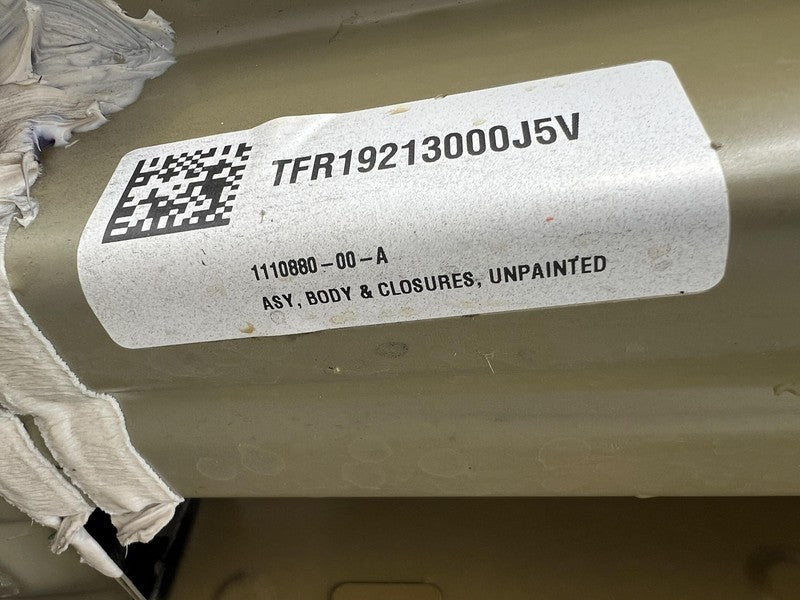 TFR19213000J5V
1110880-00-A
ASY, BODY & CLOSURES, UNPAINTED